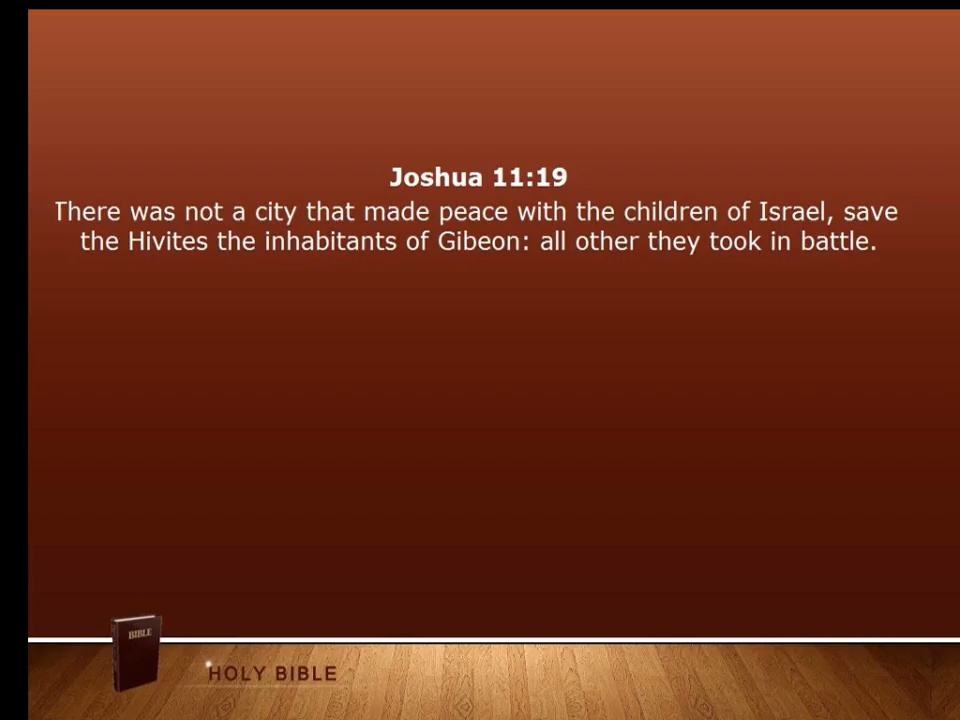 Joshua 11:19
There was not a city that made peace with the children of Israel, save
the Hivites the inhabitants of Gibeon: all other they took in battle.
BIBLE
HOLY BIBLE